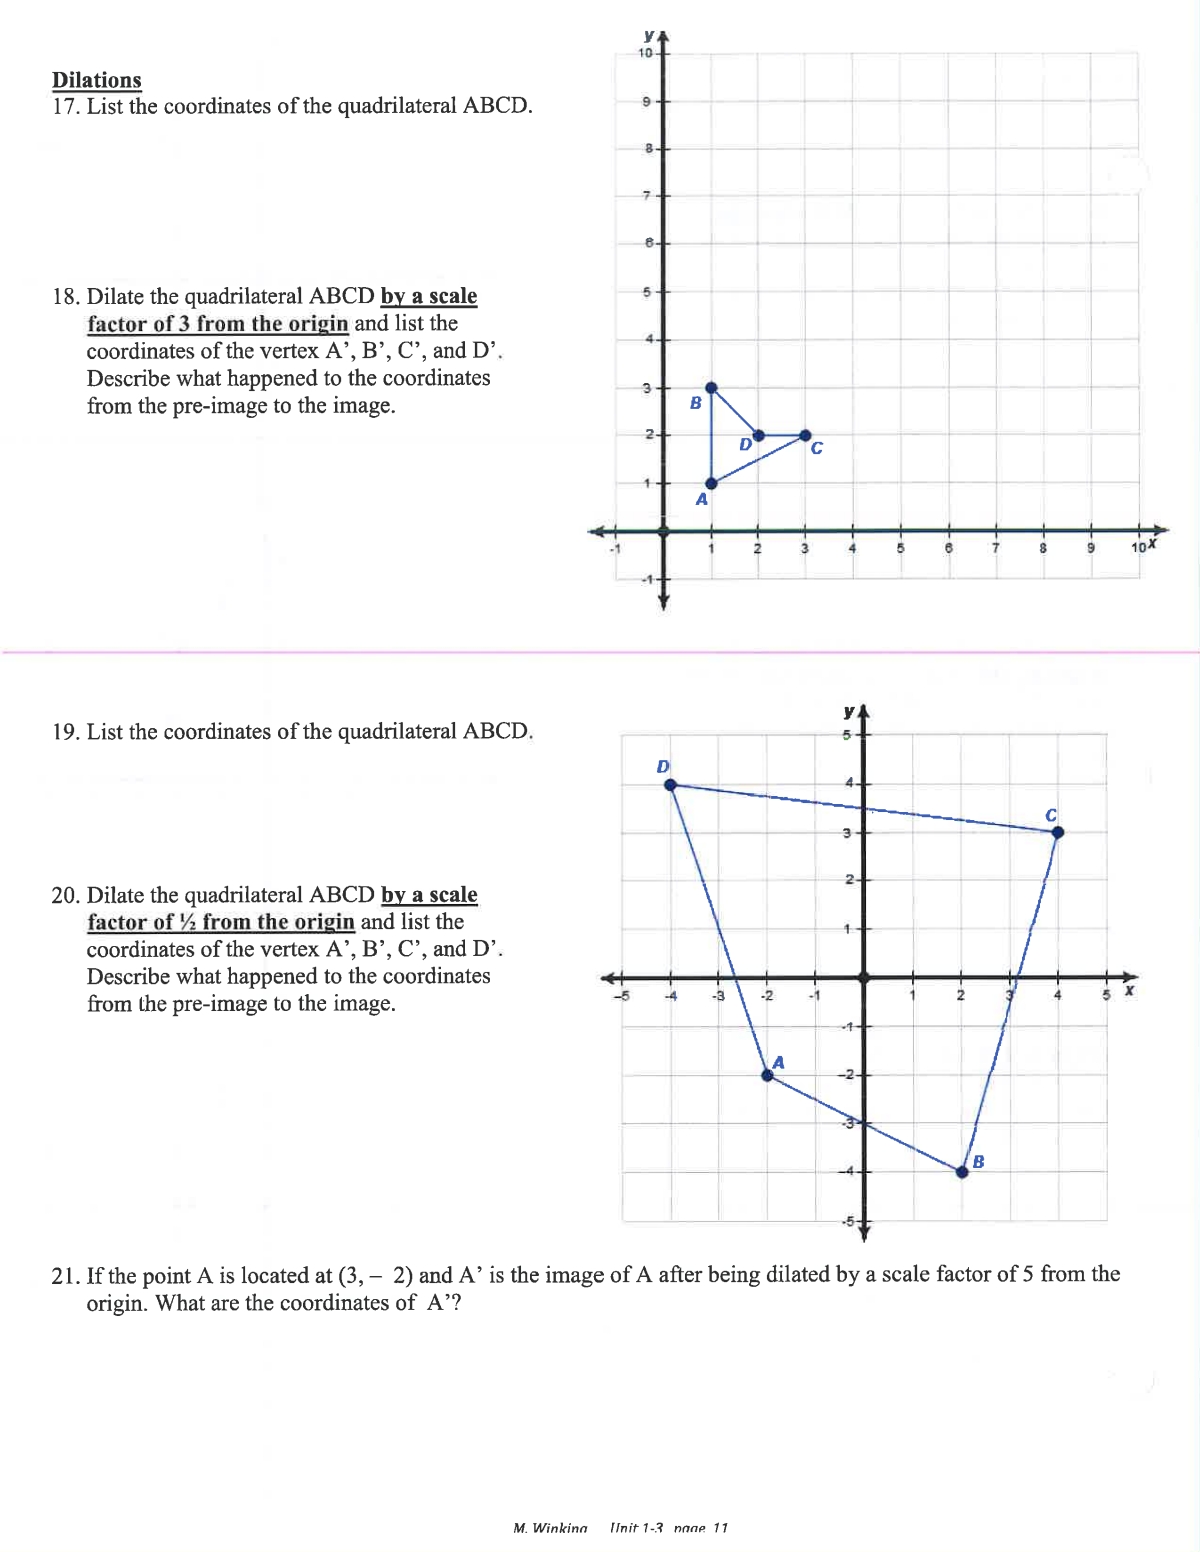 Dilations
17. List the coordinates of the quadrilateral ABCD.
18. Dilate the quadrilateral ABCD by a scale
factor of 3 from the origin and list the
coordinates of the vertex A’, B’, C’, and D’.
Describe what happened to the coordinates
from the pre-image to the image.
y
10
9
8
7
6
5
4
3
B
2
D
C
1
A
-1 1 2 3 4 5 6 7 8 9 10 x
-1
19. List the coordinates of the quadrilateral ABCD.
20. Dilate the quadrilateral ABCD by a scale
factor of ½ from the origin and list the
coordinates of the vertex A’, B’, C’, and D’.
Describe what happened to the coordinates
from the pre-image to the image.
y
5
D
4
C
3
2
1
-5 -4 -3 -2 -1 1 2 3 4 5 x
-1
A
-2
-3
B
-4
-5
21. If the point A is located at (3, – 2) and A’ is the image of A after being dilated by a scale factor of 5 from the
origin. What are the coordinates of A’?
M. Winking Unit 1-3 page 11